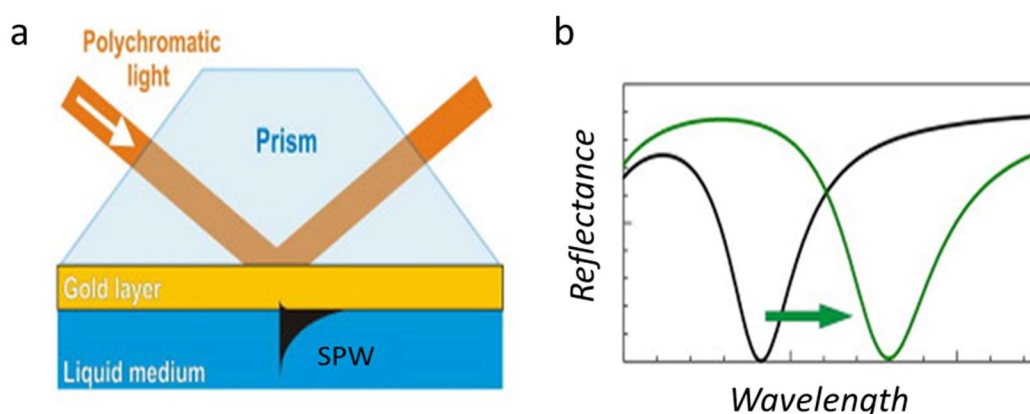 a
Polychromatic
light
Prism
Gold layer
SPW
Liquid medium
b
Reflectance
Wavelength